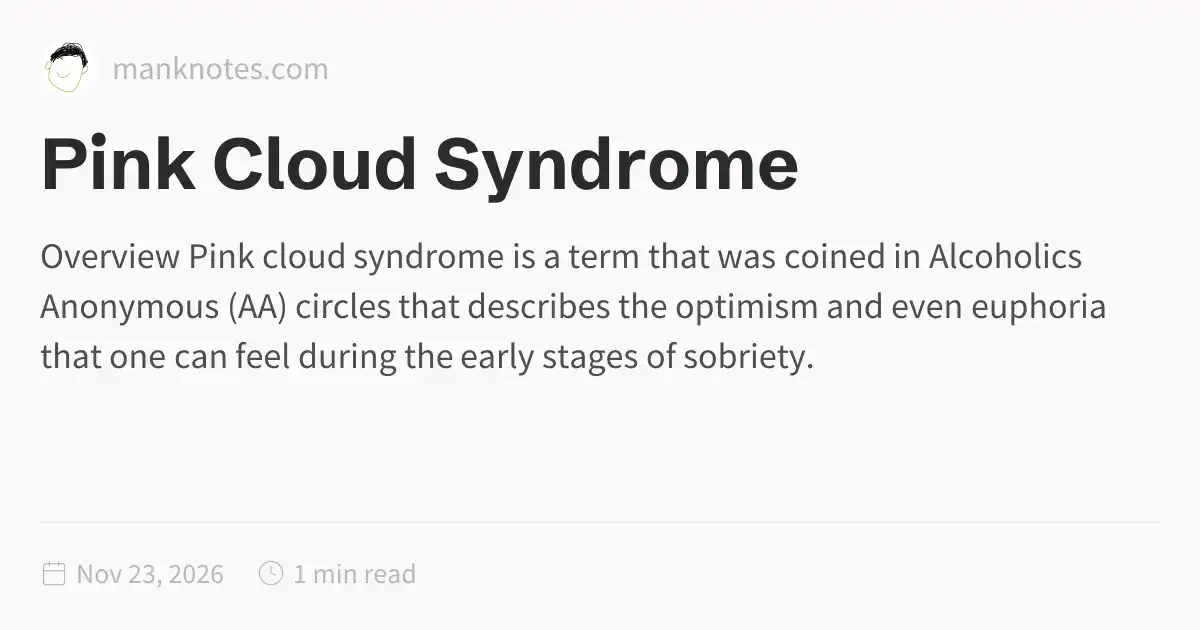 manknotes.com
Pink Cloud Syndrome
Overview Pink cloud syndrome is a term that was coined in Alcoholics
Anonymous (AA) circles that describes the optimism and even euphoria
that one can feel during the early stages of sobriety.
Nov 23, 2026 1 min read